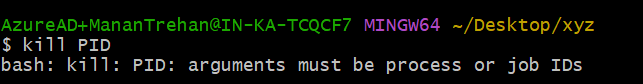 AzureAD+MananTrehan@IN-KA-TCQCF7 MINGW64 ~/Desktop/xyz
$ kill PID
bash: kill: PID: arguments must be process or job IDs